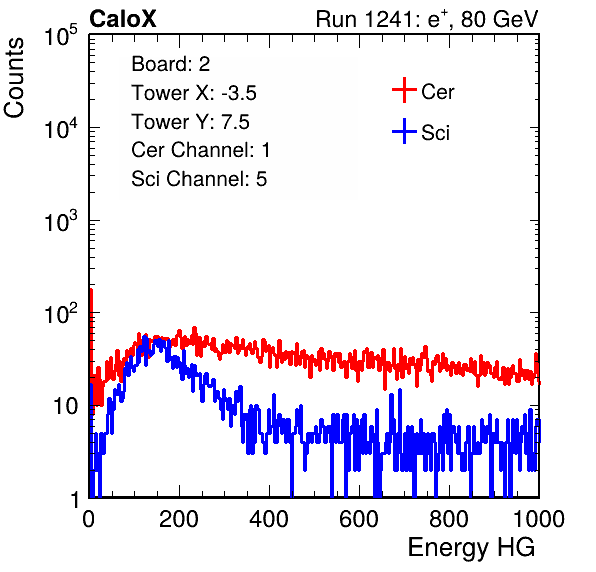 CaloX Run 1241: e⁺, 80 GeV
Board: 2
Tower X: -3.5
Tower Y: 7.5
Cer Channel: 1
Sci Channel: 5
Cer
Sci
Counts
10⁵
10⁴
10³
10²
10
1
0 200 400 600 800 1000
Energy HG